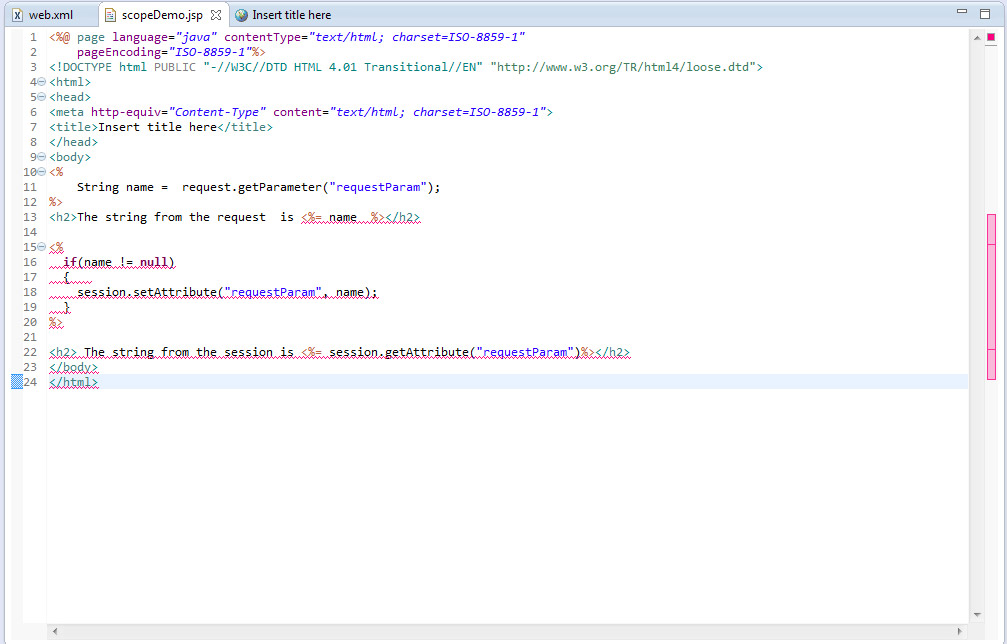 web.xml scopeDemo.jsp Insert title here
1 <%@ page language="java" contentType="text/html; charset=ISO-8859-1"
2     pageEncoding="ISO-8859-1"%>
3 <!DOCTYPE html PUBLIC "-//W3C//DTD HTML 4.01 Transitional//EN" "http://www.w3.org/TR/html4/loose.dtd">
4 <html>
5 <head>
6 <meta http-equiv="Content-Type" content="text/html; charset=ISO-8859-1">
7 <title>Insert title here</title>
8 </head>
9 <body>
10 <%
11     String name =  request.getParameter("requestParam");
12 %>
13 <h2>The string from the request  is <%= name  %></h2>
14
15 <%
16   if(name != null)
17   {
18     session.setAttribute("requestParam", name);
19   }
20 %>
21
22 <h2> The string from the session is <%= session.getAttribute("requestParam")%></h2>
23 </body>
24 </html>